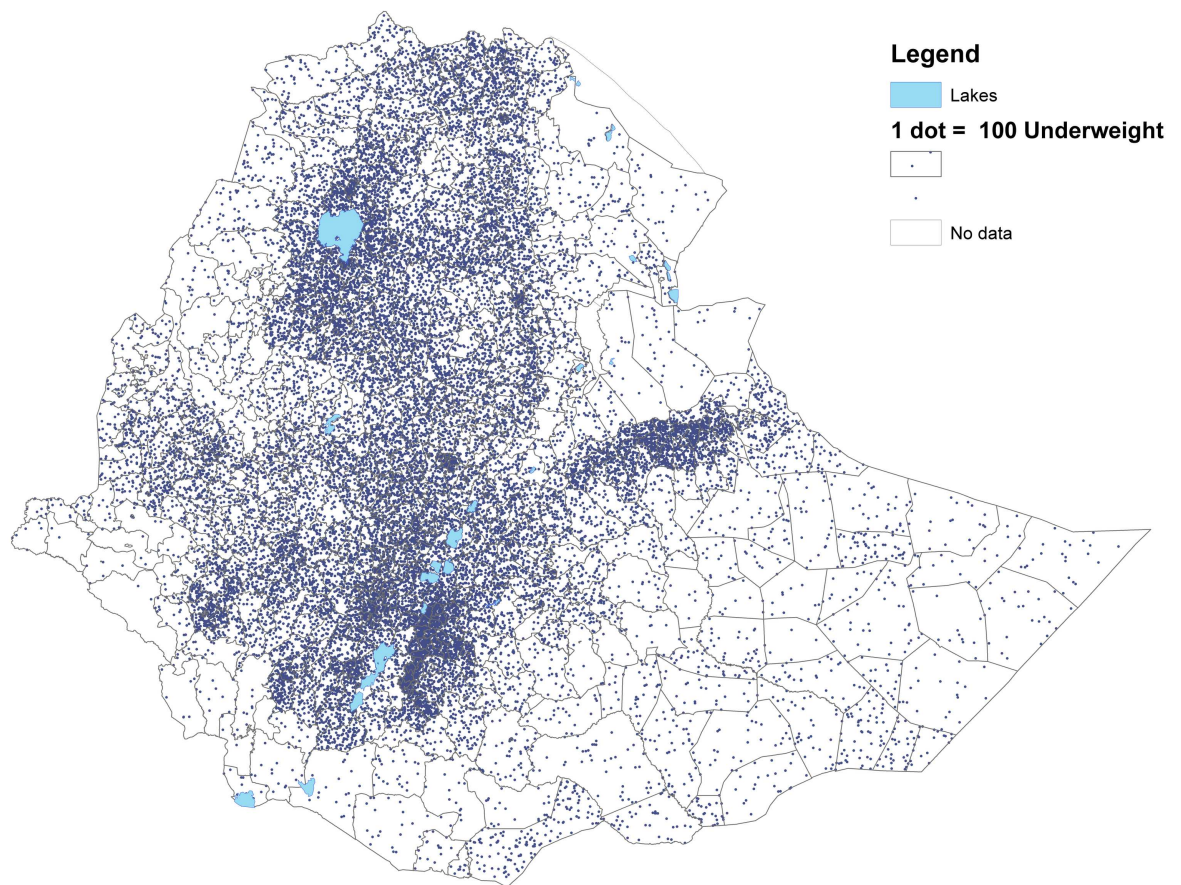 Legend
Lakes
1 dot = 100 Underweight
No data